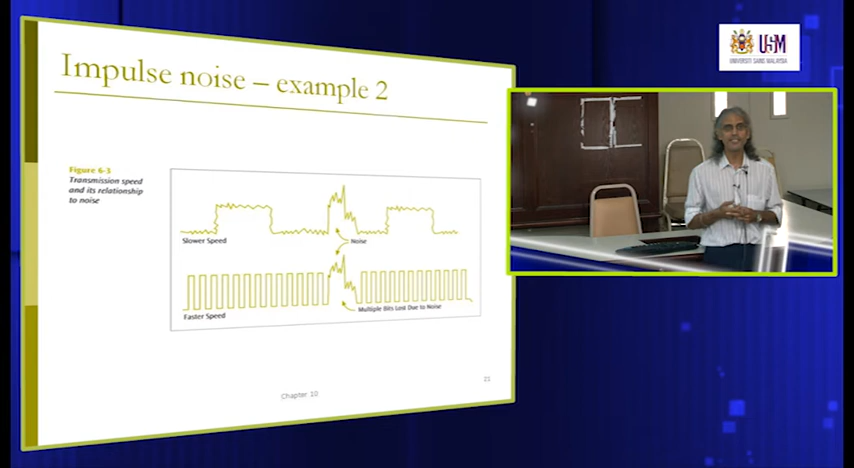 Impulse noise – example 2
Figure 6-3
Transmission speed
and its relationship
to noise
Slower Speed
Noise
Faster Speed
Multiple Bits Lost Due to Noise
Chapter 10
21
USM
UNIVERSITI SAINS MALAYSIA